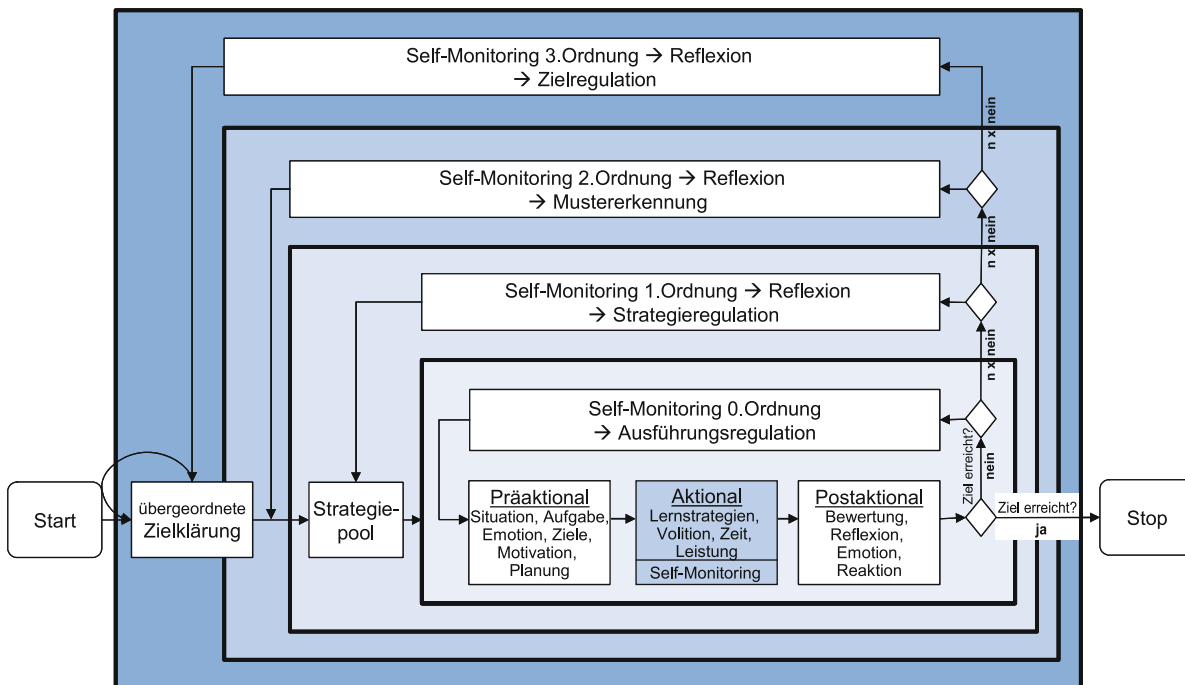 Self-Monitoring 3.Ordnung → Reflexion
→ Zielregulation
n x nein
Self-Monitoring 2.Ordnung → Reflexion
→ Mustererkennung
n x nein
Self-Monitoring 1.Ordnung → Reflexion
→ Strategieregulation
n x nein
Self-Monitoring 0.Ordnung
→ Ausführungsregulation
Ziel erreicht?
nein
Start
übergeordnete
Zielklärung
Strategie-
pool
Präaktional
Situation, Aufgabe,
Emotion, Ziele,
Motivation,
Planung
Aktional
Lernstrategien,
Volition, Zeit,
Leistung
Self-Monitoring
Postaktional
Bewertung,
Reflexion,
Emotion,
Reaktion
Ziel erreicht?
ja
Stop